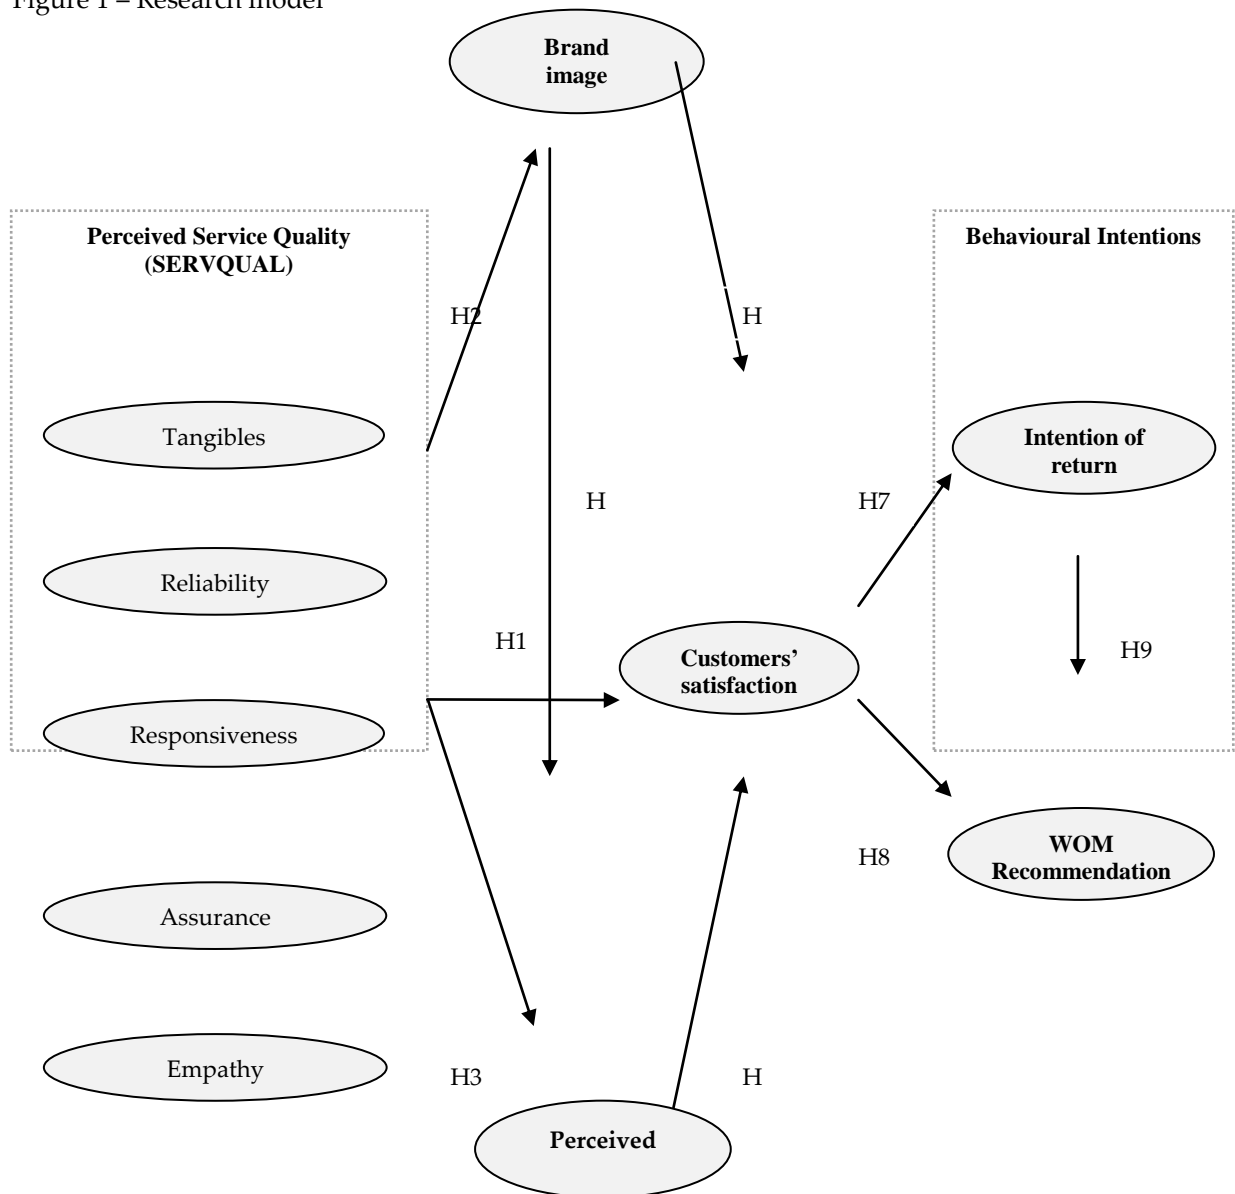 Figure 1 – Research model
Brand
image
Perceived Service Quality
(SERVQUAL)
Behavioural Intentions
H2
H
Tangibles
Intention of
return
H
H7
Reliability
H1
Customers’
satisfaction
H9
Responsiveness
H8
WOM
Recommendation
Assurance
Empathy
H3
H
Perceived